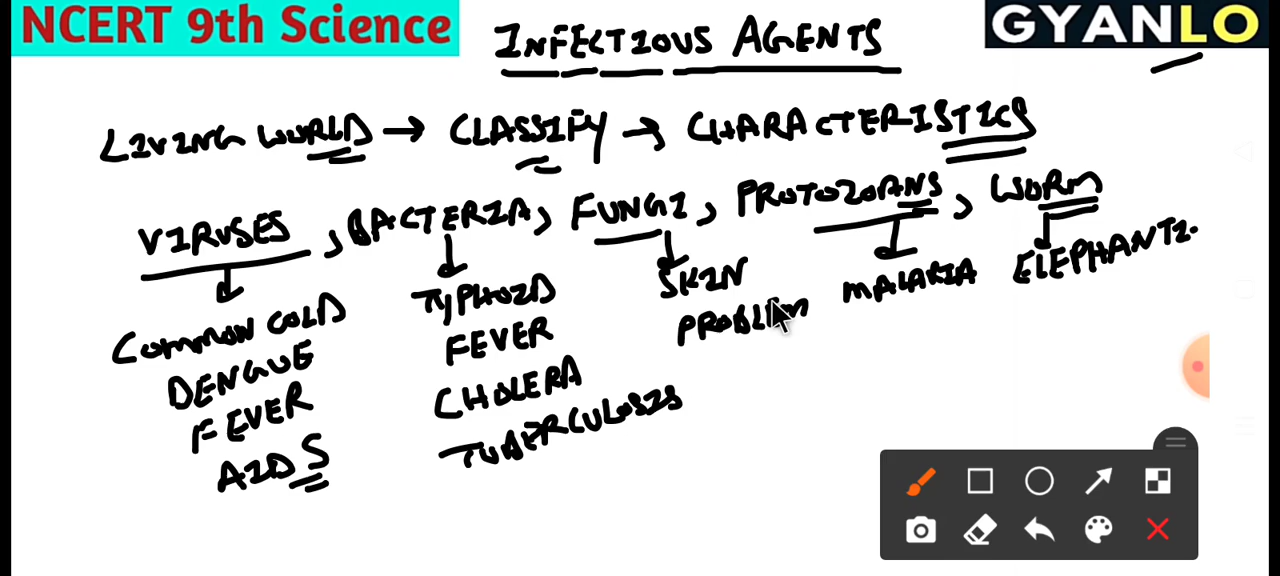 NCERT 9th Science
INFECTIOUS AGENTS
GYANLO
LIVING WORLD → CLASSIFY → CHARACTERISTICS
VIRUSES, BACTERIA, FUNGI, PROTOZOANS, WORM
COMMON COLD
DENGUE
FEVER
AIDS
TYPHOID
FEVER
CHOLERA
TUBERCULOSIS
SKIN
PROBLEM
MALARIA
ELEPHANTI.